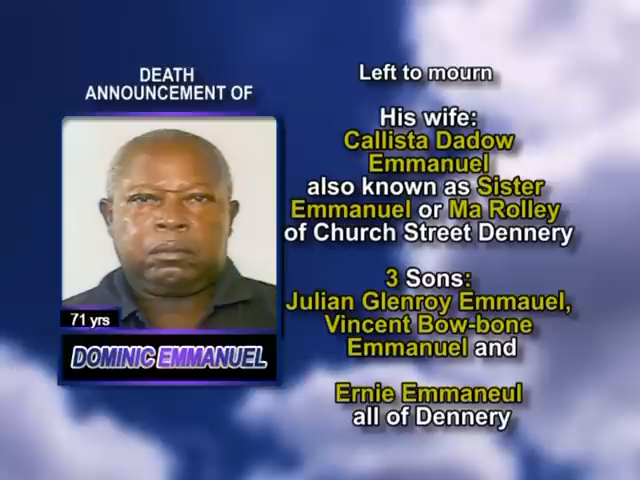 DEATH
ANNOUNCEMENT OF
71 yrs
DOMINIC EMMANUEL
Left to mourn
His wife:
Callista Dadow
Emmanuel
also known as Sister
Emmanuel or Ma Rolley
of Church Street Dennery
3 Sons:
Julian Glenroy Emmauel,
Vincent Bow-bone
Emmanuel and
Ernie Emmaneul
all of Dennery